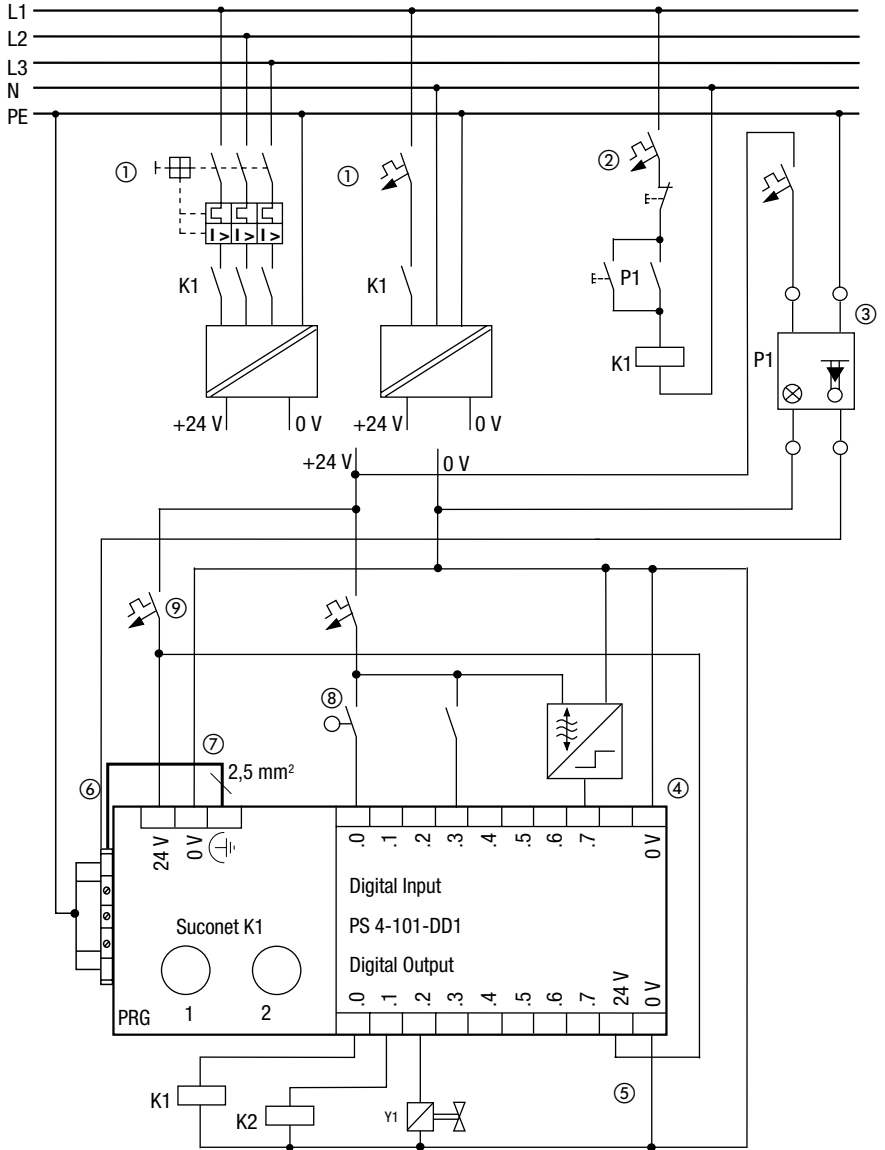 L1
L2
L3
N
PE
①
I > I > I >
K1
+24 V 0 V
①
K1
+24 V 0 V
②
P1
K1
③
P1
+24 V 0 V
⑨
⑧
⑦
2,5 mm²
⑥
④
24 V
0 V
.0 .1 .2 .3 .4 .5 .6 .7 0 V
Digital Input
PS 4-101-DD1
Digital Output
Suconet K1
PRG 1 2
.0 .1 .2 .3 .4 .5 .6 .7 24 V 0 V
⑤
K1
K2
Y1